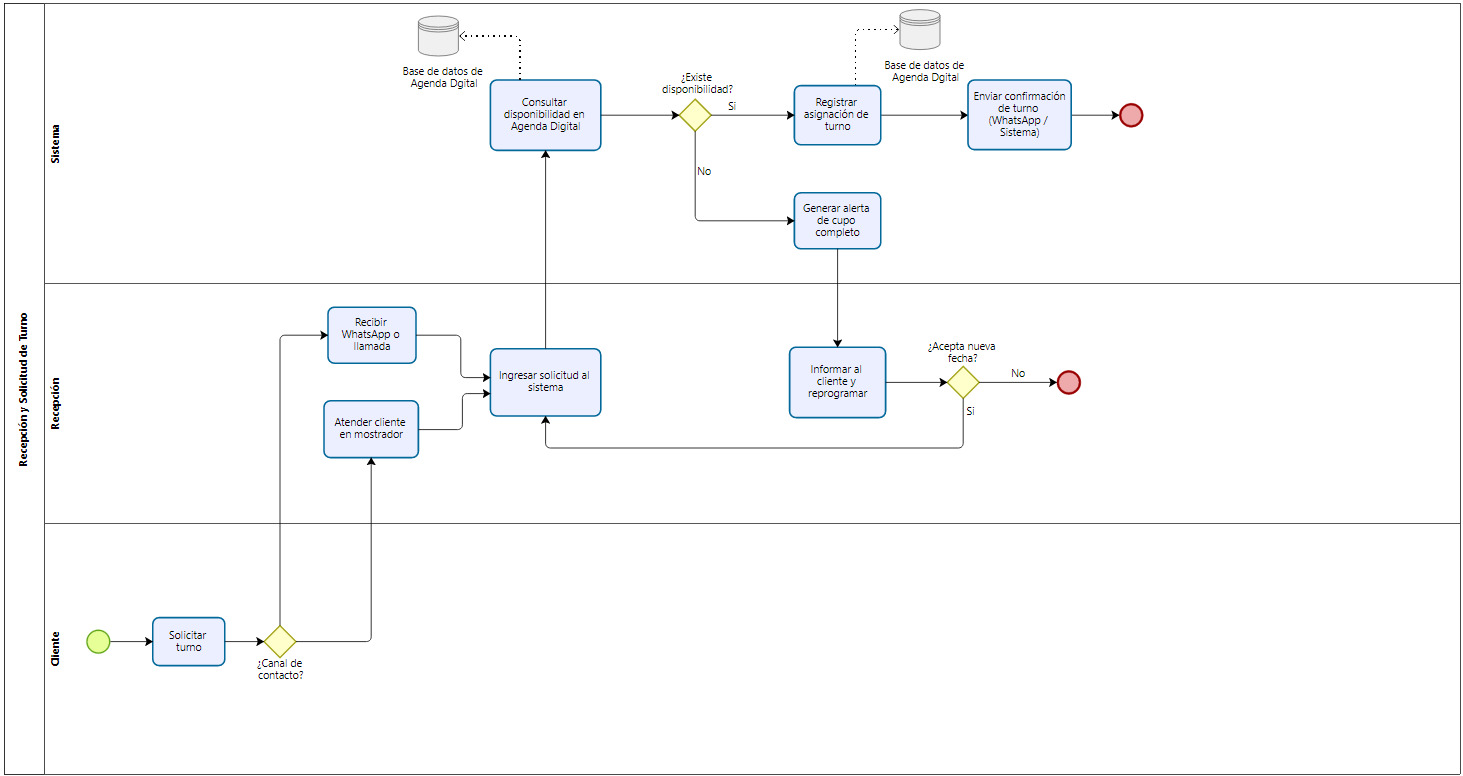 Recepción y Solicitud de Turno
Sistema
Base de datos de
Agenda Dgital
Consultar
disponibilidad en
Agenda Digital
¿Existe
disponibilidad?
Si
No
Base de datos de
Agenda Dgital
Registrar
asignación de
turno
Enviar confirmación
de turno
(WhatsApp /
Sistema)
Generar alerta
de cupo
completo
Recepción
Recibir
WhatsApp o
llamada
Atender cliente
en mostrador
Ingresar solicitud al
sistema
Informar al
cliente y
reprogramar
¿Acepta nueva
fecha?
No
Si
Cliente
Solicitar
turno
¿Canal de
contacto?